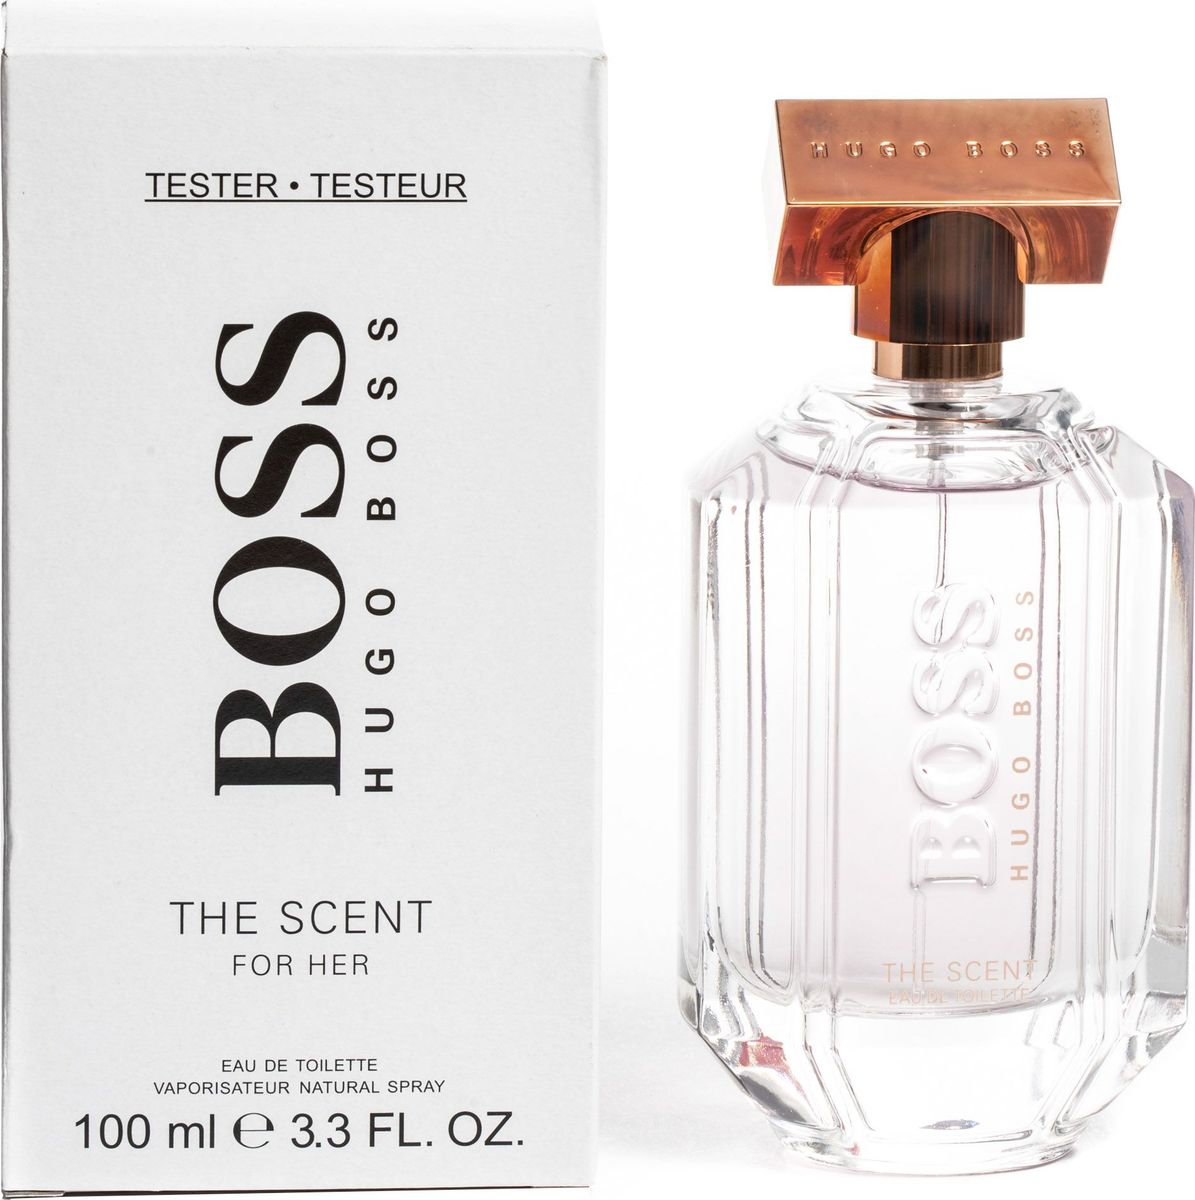 TESTER • TESTEUR
BOSS
HUGO BOSS
THE SCENT
FOR HER
EAU DE TOILETTE
VAPORISATEUR NATURAL SPRAY
100 ml ℮ 3.3 FL. OZ.
HUGO BOSS
BOSS
HUGO BOSS
THE SCENT
EAU DE TOILETTE